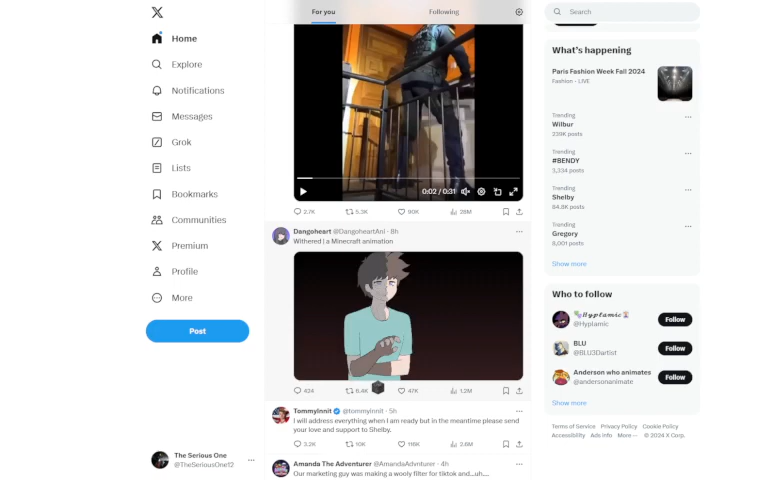 For you
Following
Search
Home
Explore
Notifications
Messages
Grok
Lists
Bookmarks
Communities
Premium
Profile
More
Post
The Serious One
@TheSeriousOne12
0:02 / 0:31
2.7K 5.3K 90K 28M
Dangoheart @DangoheartAni · 8h
Withered | a Minecraft animation
424 6.4K 47K 1.2M
TommyInnit @tommyinnit · 5h
I will address everything when I am ready but in the meantime please send
your love and support to Shelby.
3.2K 10K 116K 2.8M
Amanda The Adventurer @AmandaAdvnturer · 4h
Our marketing guy was making a wooly filter for tiktok and...uh....
What's happening
Paris Fashion Week Fall 2024
Fashion · LIVE
Trending
Wilbur
239K posts
Trending
#BENDY
3,334 posts
Trending
Shelby
64.8K posts
Trending
Gregory
8,001 posts
Show more
Who to follow
𝓗𝔂𝓹𝓵𝓪𝓶𝓲𝓬
@Hyplamic
Follow
BLU
@BLU3Dartist
Follow
Anderson who animates
@andersonanimate
Follow
Show more
Terms of Service Privacy Policy Cookie Policy
Accessibility Ads info More ··· © 2024 X Corp.